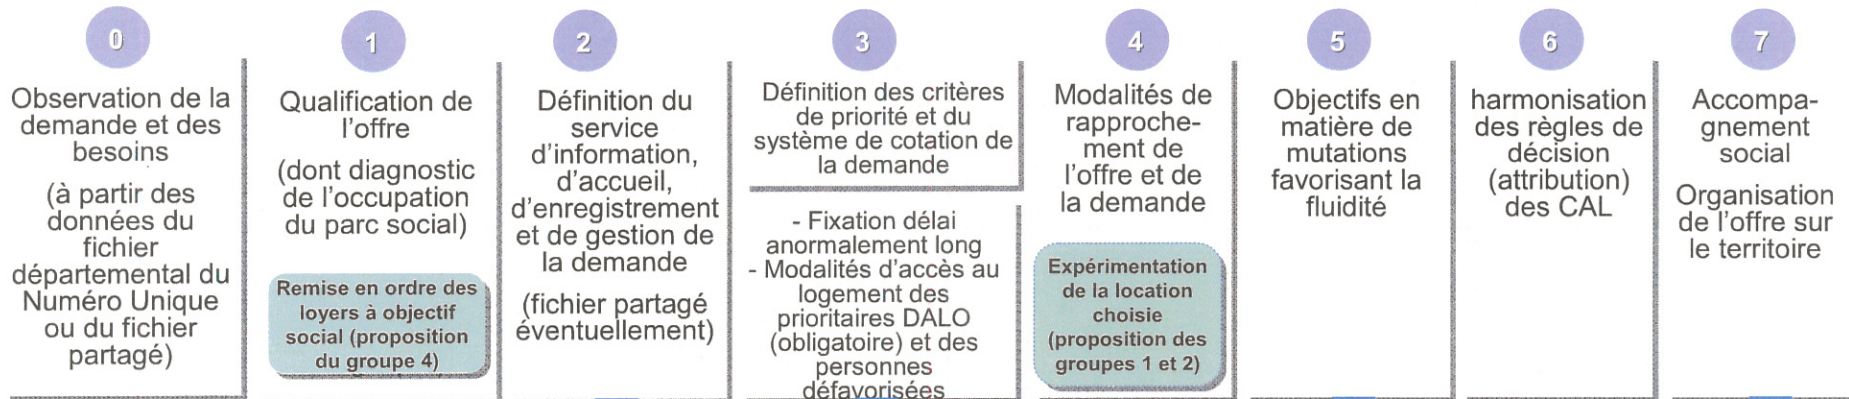 0
Observation de la
demande et des
besoins
(à partir des
données du
fichier
départemental du
Numéro Unique
ou du fichier
partagé)
1
Qualification de
l'offre
(dont diagnostic
de l'occupation
du parc social)
Remise en ordre des
loyers à objectif
social (proposition
du groupe 4)
2
Définition du
service
d'information,
d'accueil,
d'enregistrement
et de gestion de
la demande
(fichier partagé
éventuellement)
3
Définition des critères
de priorité et du
système de cotation de
la demande
- Fixation délai
anormalement long
- Modalités d'accès au
logement des
prioritaires DALO
(obligatoire) et des
personnes
défavorisées
4
Modalités de
rapproche-
ment de
l'offre et de
la demande
Expérimentation
de la location
choisie
(proposition des
groupes 1 et 2)
5
Objectifs en
matière de
mutations
favorisant la
fluidité
6
harmonisation
des règles de
décision
(attribution)
des CAL
7
Accompa-
gnement
social
Organisation
de l'offre sur
le territoire